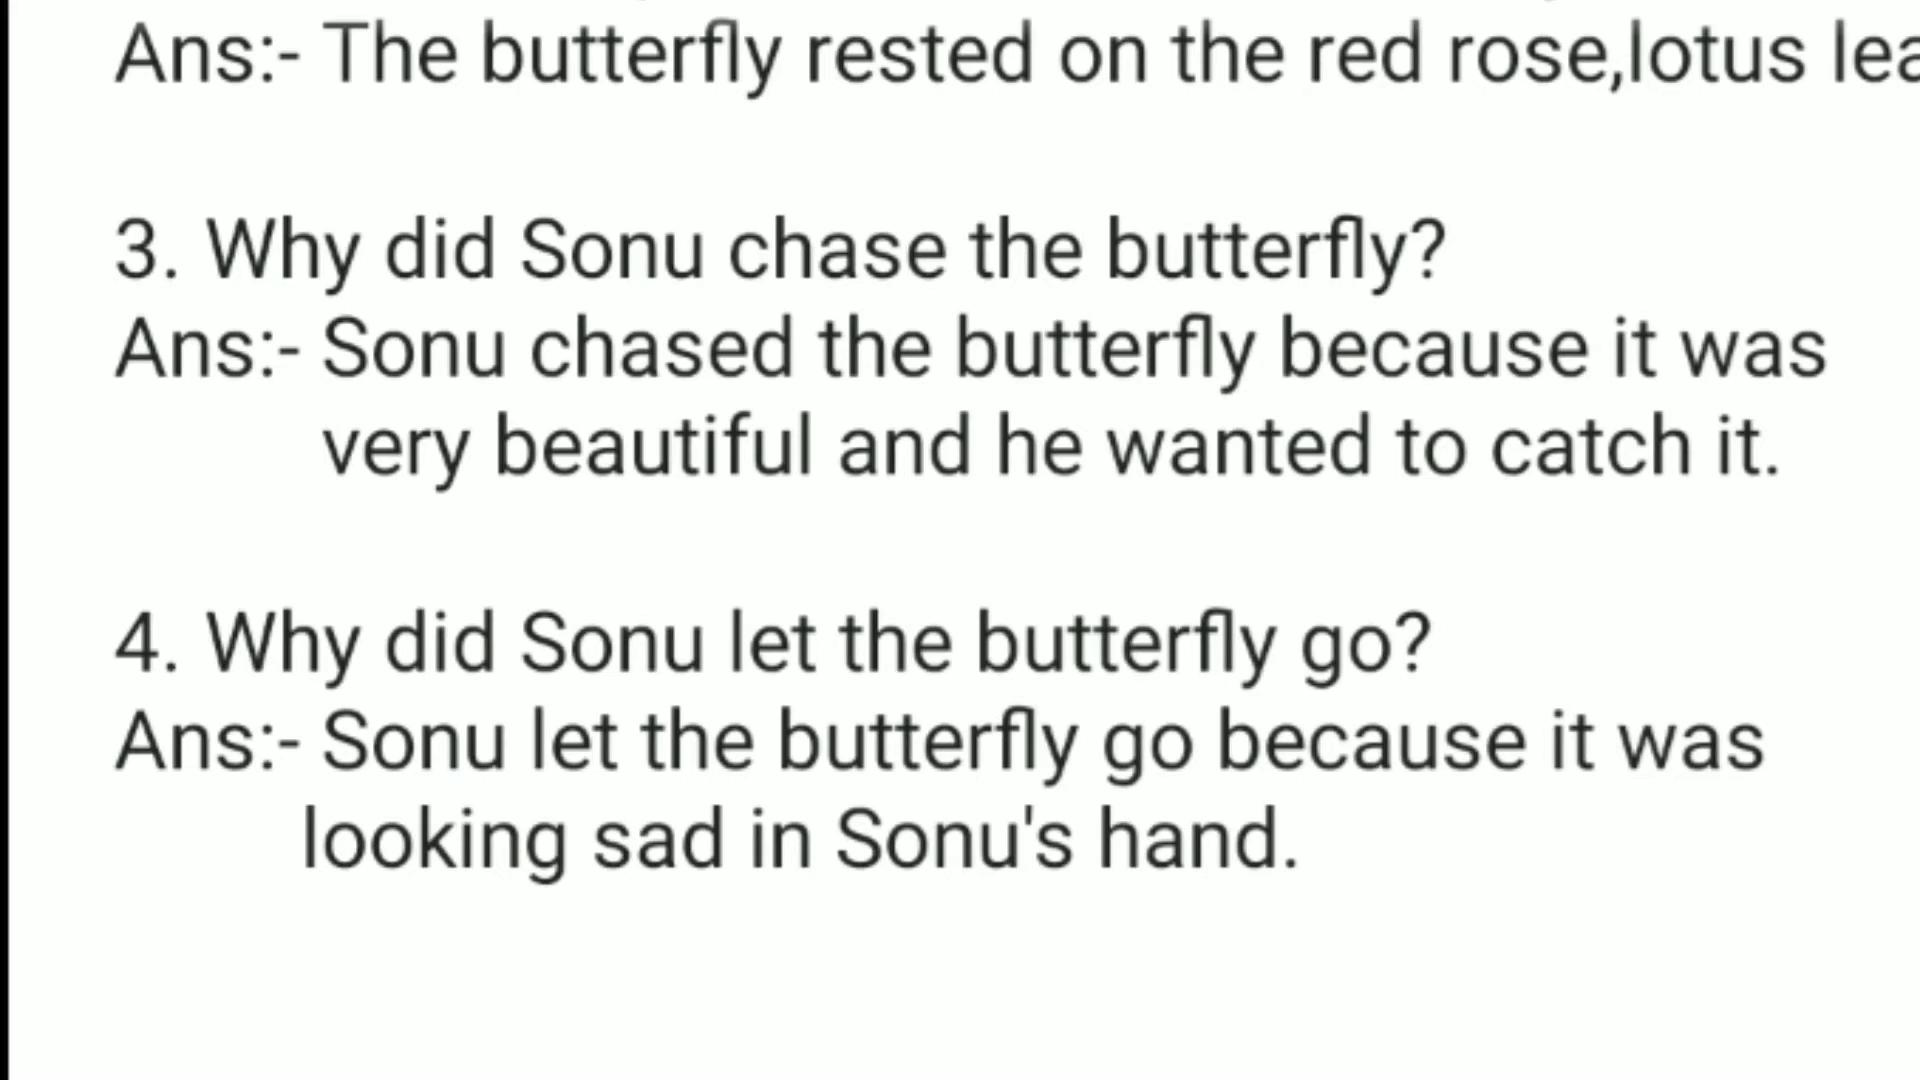 Ans:- The butterfly rested on the red rose,lotus
3. Why did Sonu chase the butterfly?
Ans:- Sonu chased the butterfly because it was
very beautiful and he wanted to catch it.
4. Why did Sonu let the butterfly go?
Ans:- Sonu let the butterfly go because it was
looking sad in Sonu's hand.